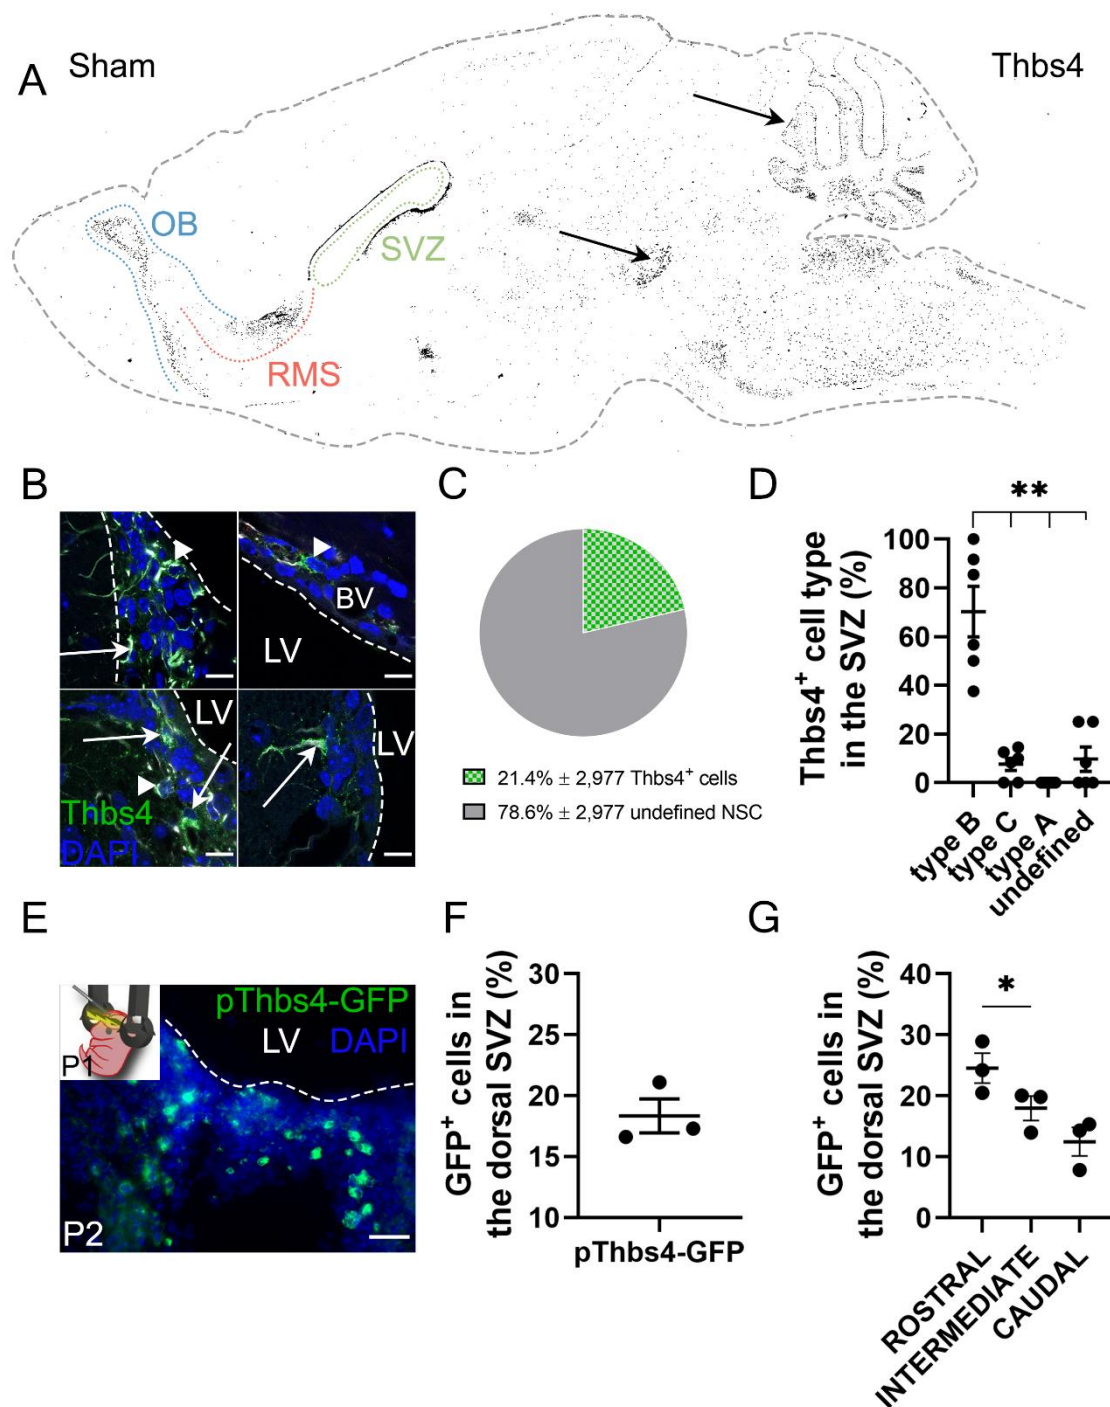 A
Sham
Thbs4
OB
SVZ
RMS
B
C
D
LV
BV
LV
LV
Thbs4
DAPI
21.4% ± 2,977 Thbs4⁺ cells
78.6% ± 2,977 undefined NSC
**
Thbs4⁺ cell type
in the SVZ (%)
100
80
60
40
20
0
type B
type C
type A
undefined
E
F
G
P1
pThbs4-GFP
LV DAPI
P2
GFP⁺ cells in
the dorsal SVZ (%)
30
25
20
15
10
pThbs4-GFP
GFP⁺ cells in
the dorsal SVZ (%)
40
30
20
10
0
*
ROSTRAL
INTERMEDIATE
CAUDAL